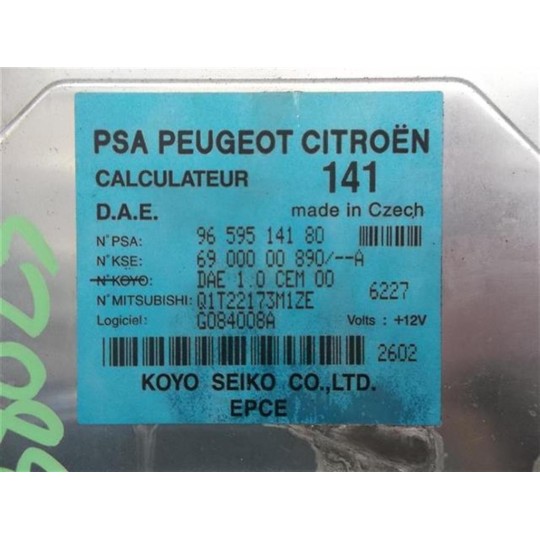 PSA PEUGEOT CITROËN
CALCULATEUR 141
D.A.E. made in Czech
N°PSA: 96 595 141 80
N°KSE: 69 000 00 890/--A
N°KOYO: DAE 1.0 CEM 00
N°MITSUBISHI: Q1T22173M1ZE 6227
Logiciel: G084008A Volts : +12V
2602
KOYO SEIKO CO.,LTD.
EPCE